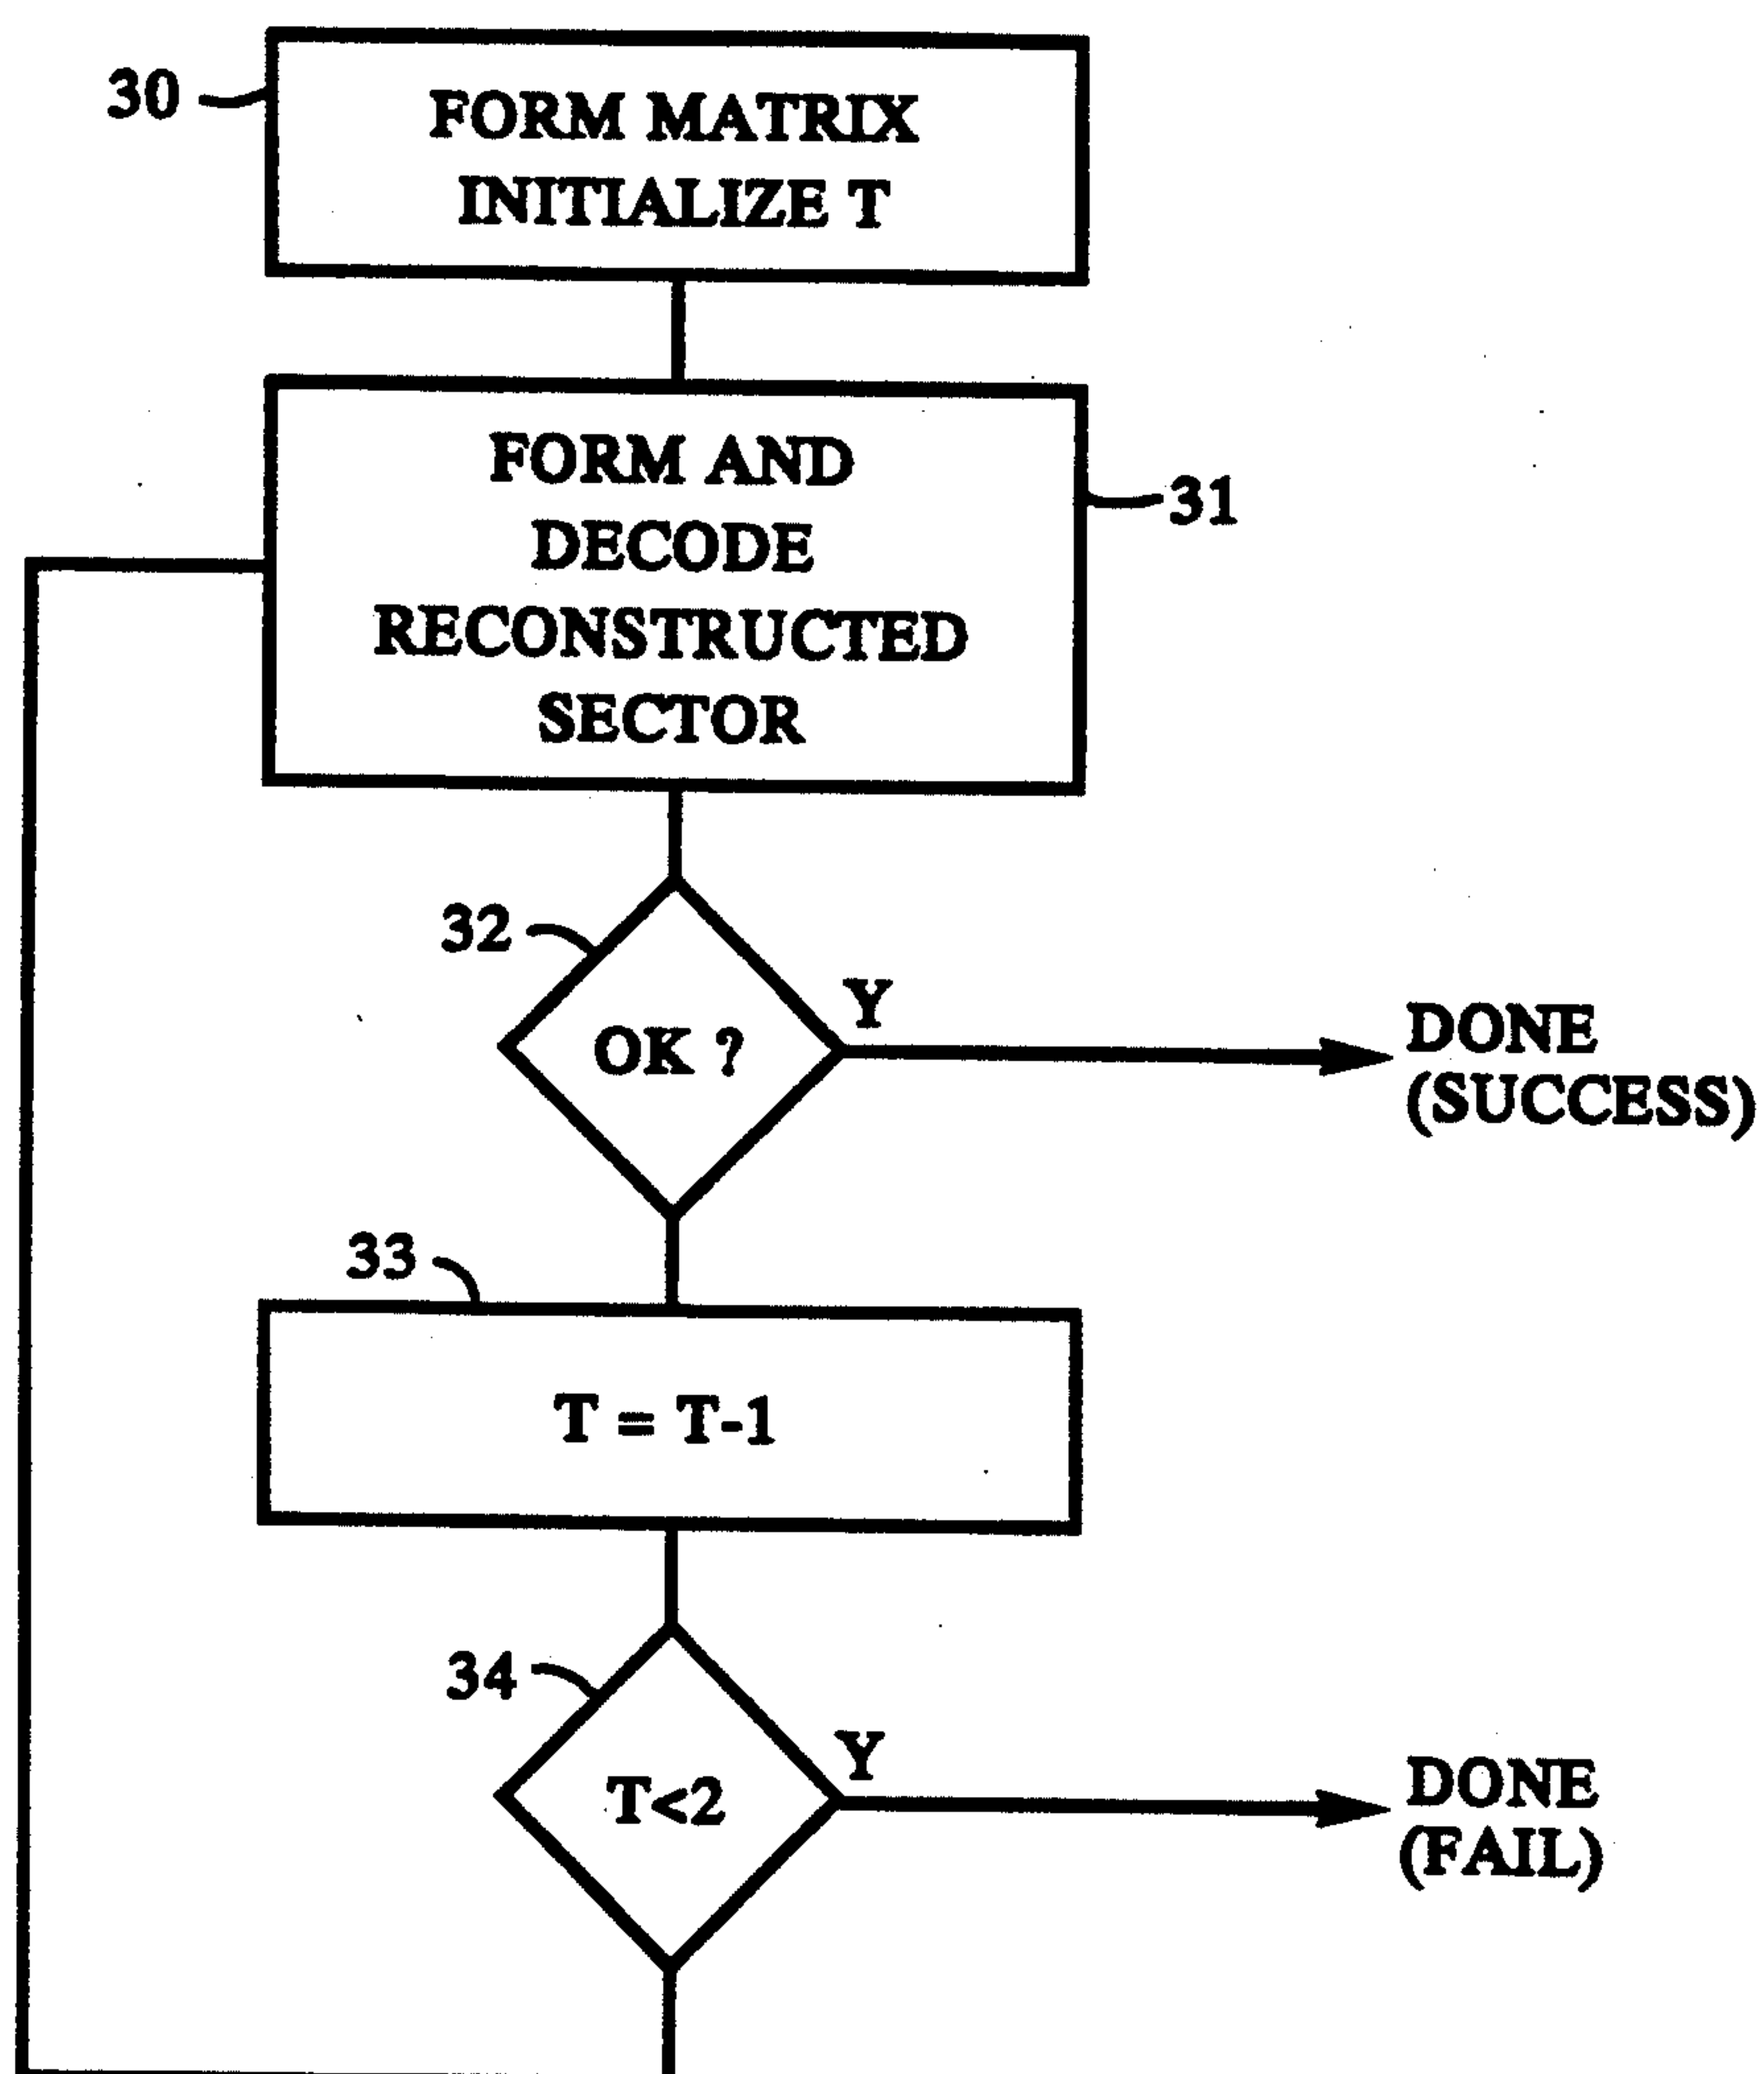 30
FORM MATRIX
INITIALIZE T
FORM AND
DECODE
RECONSTRUCTED
SECTOR
31
32
OK ?
Y
DONE
(SUCCESS)
33
T = T-1
34
T<2
Y
DONE
(FAIL)